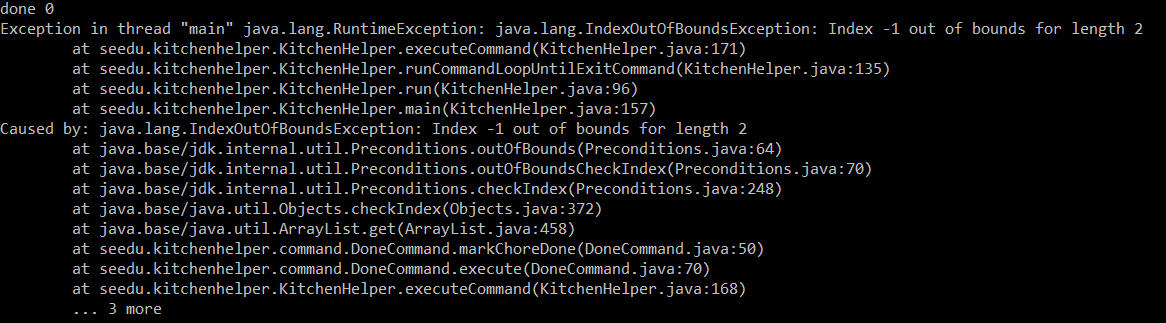 done 0
Exception in thread "main" java.lang.RuntimeException: java.lang.IndexOutOfBoundsException: Index -1 out of bounds for length 2
        at seedu.kitchenhelper.KitchenHelper.executeCommand(KitchenHelper.java:171)
        at seedu.kitchenhelper.KitchenHelper.runCommandLoopUntilExitCommand(KitchenHelper.java:135)
        at seedu.kitchenhelper.KitchenHelper.run(KitchenHelper.java:96)
        at seedu.kitchenhelper.KitchenHelper.main(KitchenHelper.java:157)
Caused by: java.lang.IndexOutOfBoundsException: Index -1 out of bounds for length 2
        at java.base/jdk.internal.util.Preconditions.outOfBounds(Preconditions.java:64)
        at java.base/jdk.internal.util.Preconditions.outOfBoundsCheckIndex(Preconditions.java:70)
        at java.base/jdk.internal.util.Preconditions.checkIndex(Preconditions.java:248)
        at java.base/java.util.Objects.checkIndex(Objects.java:372)
        at java.base/java.util.ArrayList.get(ArrayList.java:458)
        at seedu.kitchenhelper.command.DoneCommand.markChoreDone(DoneCommand.java:50)
        at seedu.kitchenhelper.command.DoneCommand.execute(DoneCommand.java:70)
        at seedu.kitchenhelper.KitchenHelper.executeCommand(KitchenHelper.java:168)
        ... 3 more